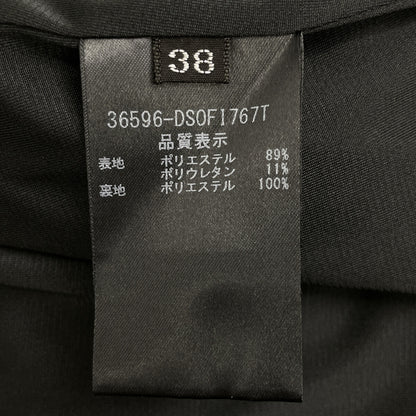 38
36596-DSOFI767T
品質表示
表地 ポリエステル 89%
ポリウレタン 11%
裏地 ポリエステル 100%